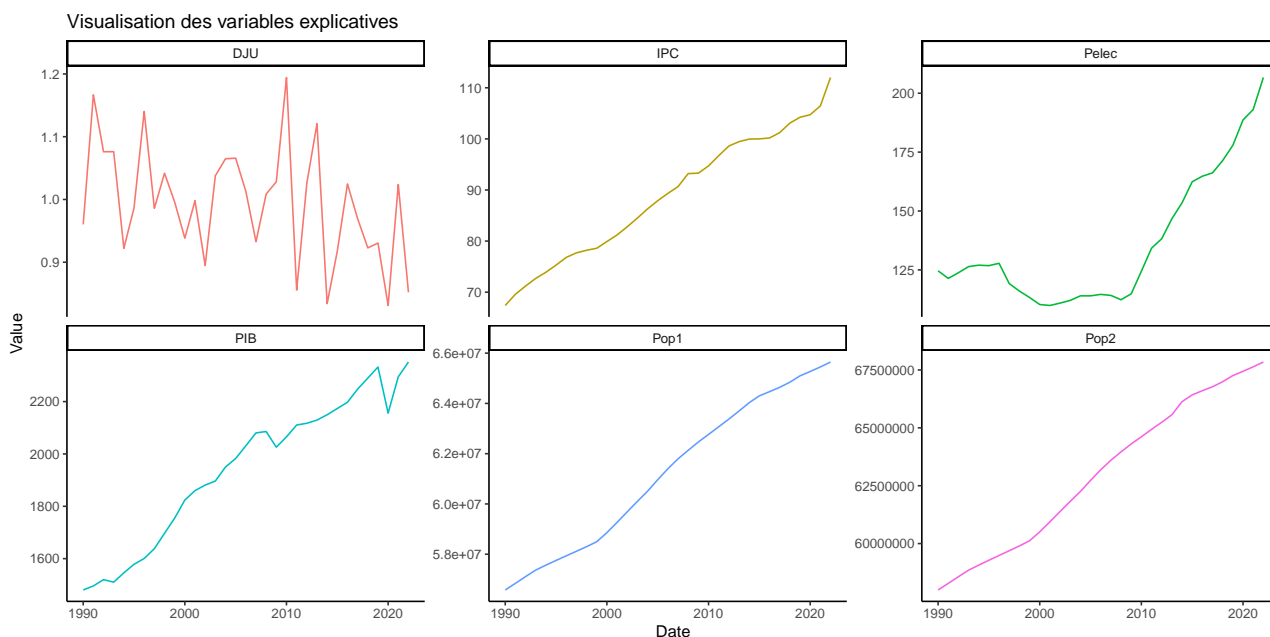 Visualisation des variables explicatives
DJU
IPC
Pelec
1.2
1.1
1.0
0.9
110
100
90
80
70
200
175
150
125
PIB
Pop1
Pop2
2200
2000
1800
1600
6.6e+07
6.4e+07
6.2e+07
6.0e+07
5.8e+07
67500000
65000000
62500000
60000000
1990 2000 2010 2020
1990 2000 2010 2020
1990 2000 2010 2020
Value
Date